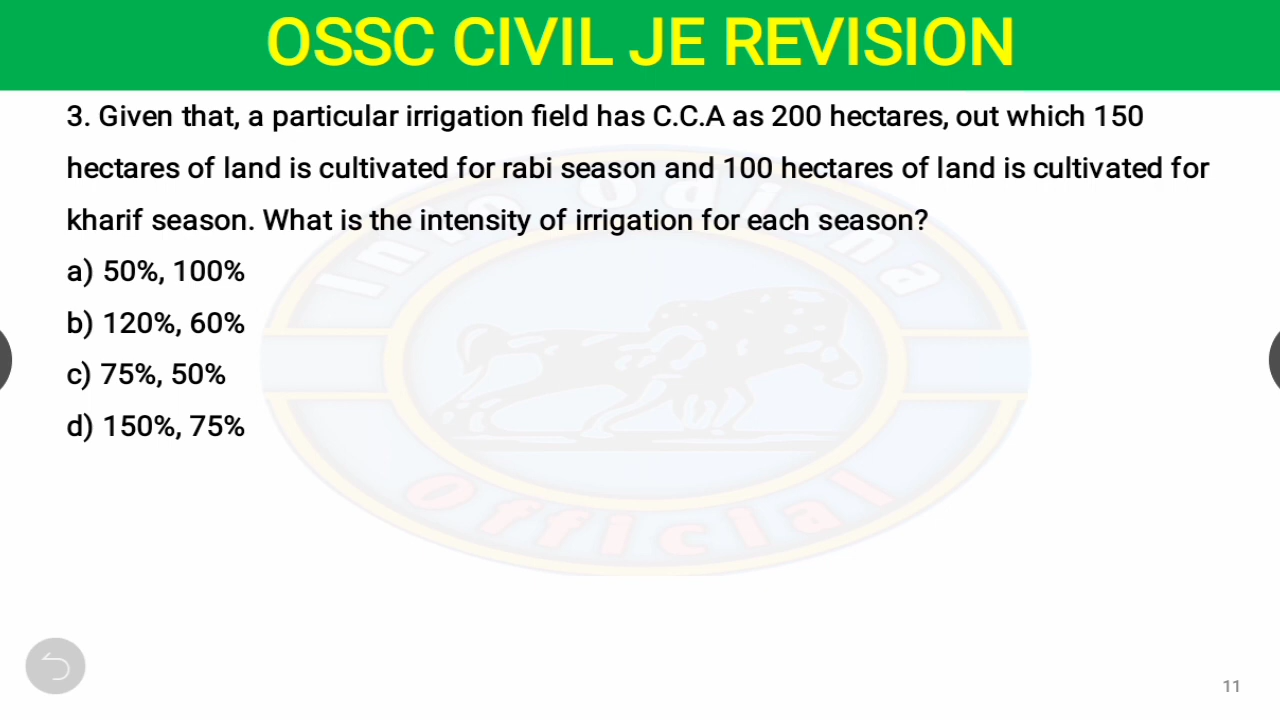 OSSC CIVIL JE REVISION
3. Given that, a particular irrigation field has C.C.A as 200 hectares, out which 150
hectares of land is cultivated for rabi season and 100 hectares of land is cultivated for
kharif season. What is the intensity of irrigation for each season?
a) 50%, 100%
b) 120%, 60%
c) 75%, 50%
d) 150%, 75%
Official
11